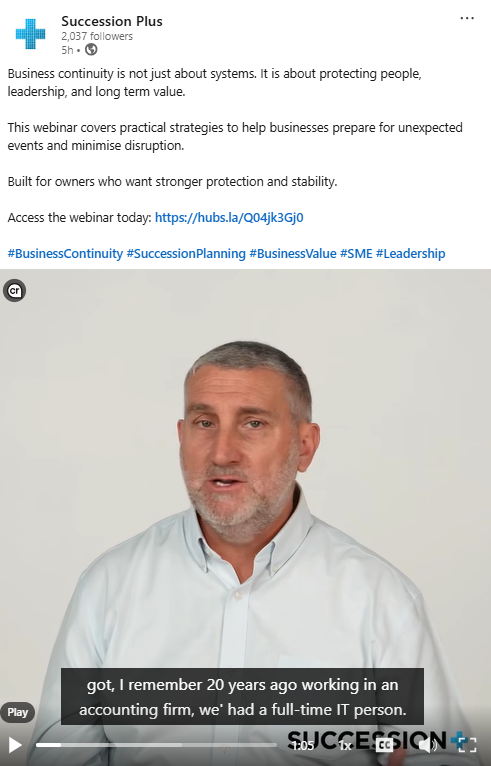 Succession Plus
2,037 followers
5h •
Business continuity is not just about systems. It is about protecting people,
leadership, and long term value.
This webinar covers practical strategies to help businesses prepare for unexpected
events and minimise disruption.
Built for owners who want stronger protection and stability.
Access the webinar today: https://hubs.la/Q04jk3Gj0
#BusinessContinuity #SuccessionPlanning #BusinessValue #SME #Leadership
cr
got, I remember 20 years ago working in an
accounting firm, we' had a full-time IT person.
Play
SUCCESSION
1:05 1x CC